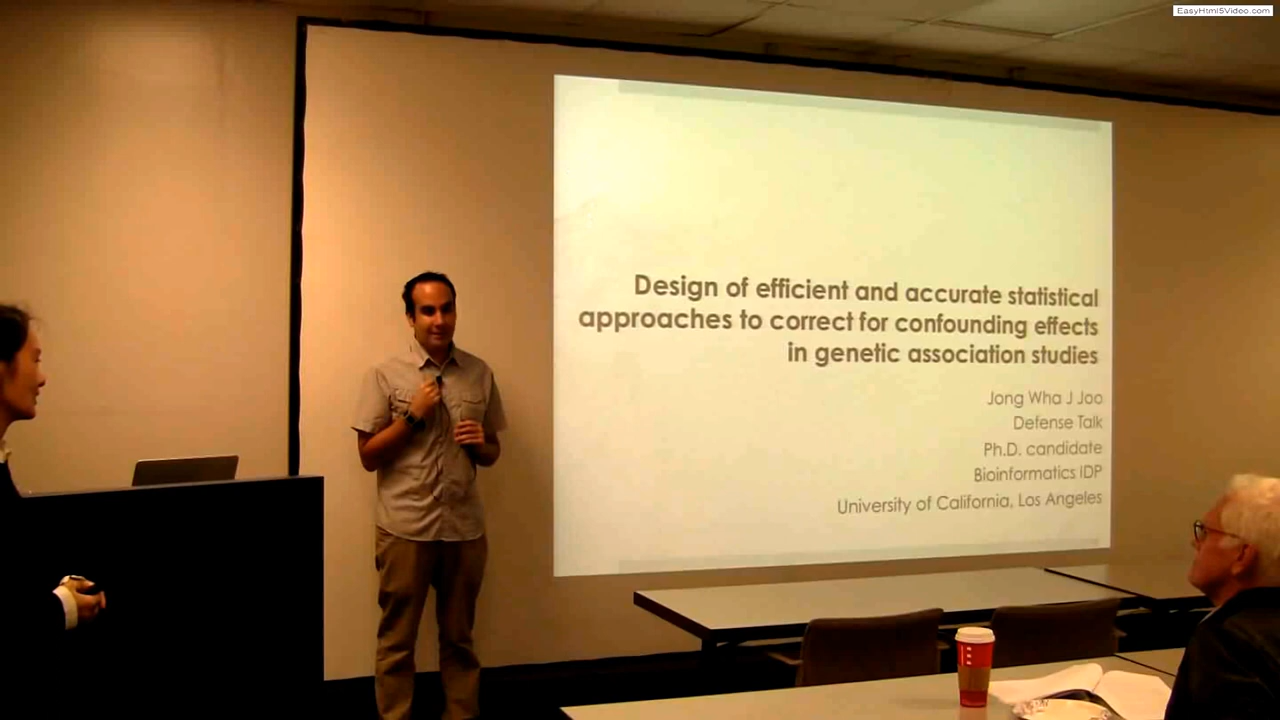 EasyHtml5Video.com
Design of efficient and accurate statistical
approaches to correct for confounding effects
in genetic association studies
Jong Wha J Joo
Defense Talk
Ph.D. candidate
Bioinformatics IDP
University of California, Los Angeles